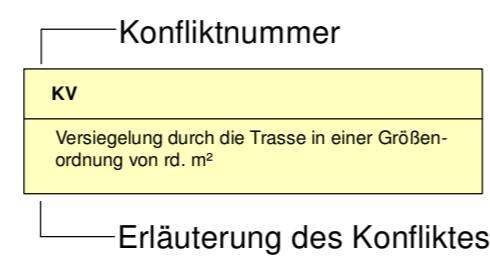 Konfliktnummer
KV
Versiegelung durch die Trasse in einer Größen-
ordnung von rd. m²
Erläuterung des Konfliktes